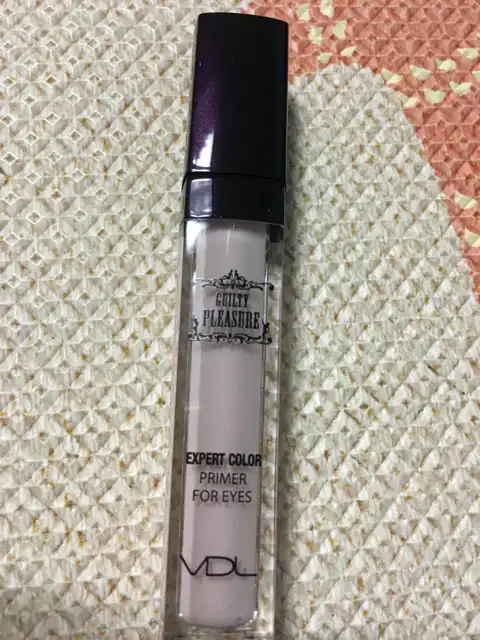 GUILTY
PLEASURE
EXPERT COLOR
PRIMER
FOR EYES
VDL